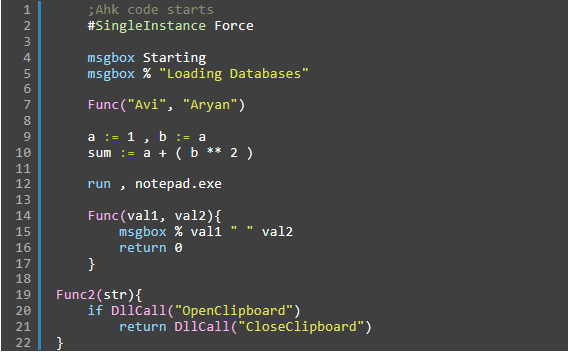 1 ;Ahk code starts
2 #SingleInstance Force
3
4 msgbox Starting
5 msgbox % "Loading Databases"
6
7 Func("Avi", "Aryan")
8
9 a := 1 , b := a
10 sum := a + ( b ** 2 )
11
12 run , notepad.exe
13
14 Func(val1, val2){
15 msgbox % val1 " " val2
16 return 0
17 }
18
19 Func2(str){
20 if DllCall("OpenClipboard")
21 return DllCall("CloseClipboard")
22 }